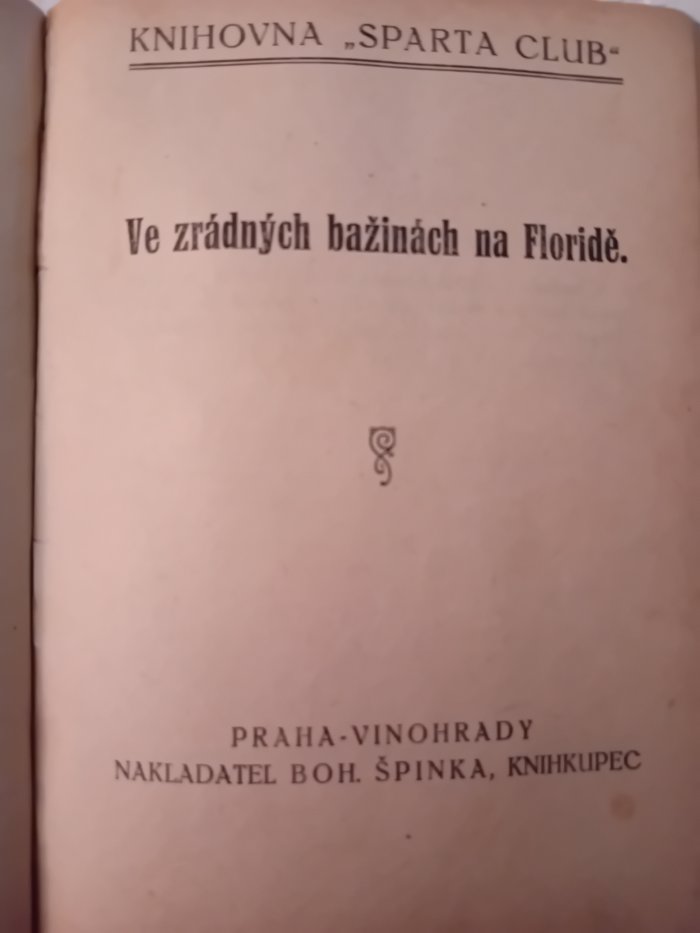 KNIHOVNA „SPARTA CLUB“
Ve zrádných bažinách na Floridě.
PRAHA-VINOHRADY
NAKLADATEL BOH. ŠPINKA, KNIHKUPEC